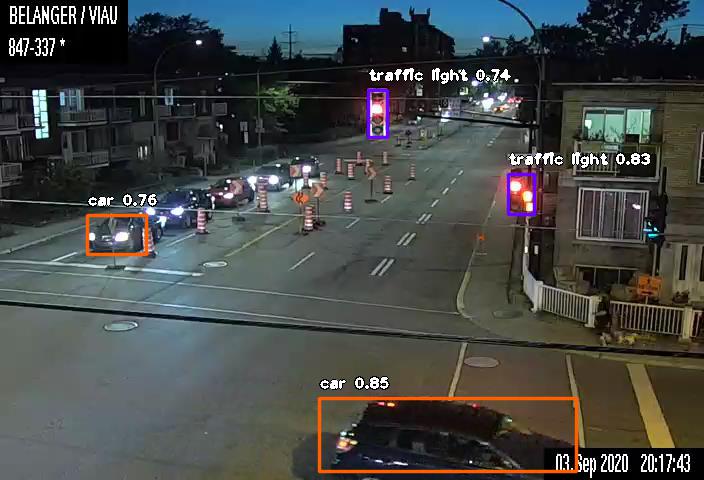 BELANGER / VIAU
847-337 *
traffic light 0.74
traffic light 0.83
car 0.76
car 0.85
03 Sep 2020 20:17:43